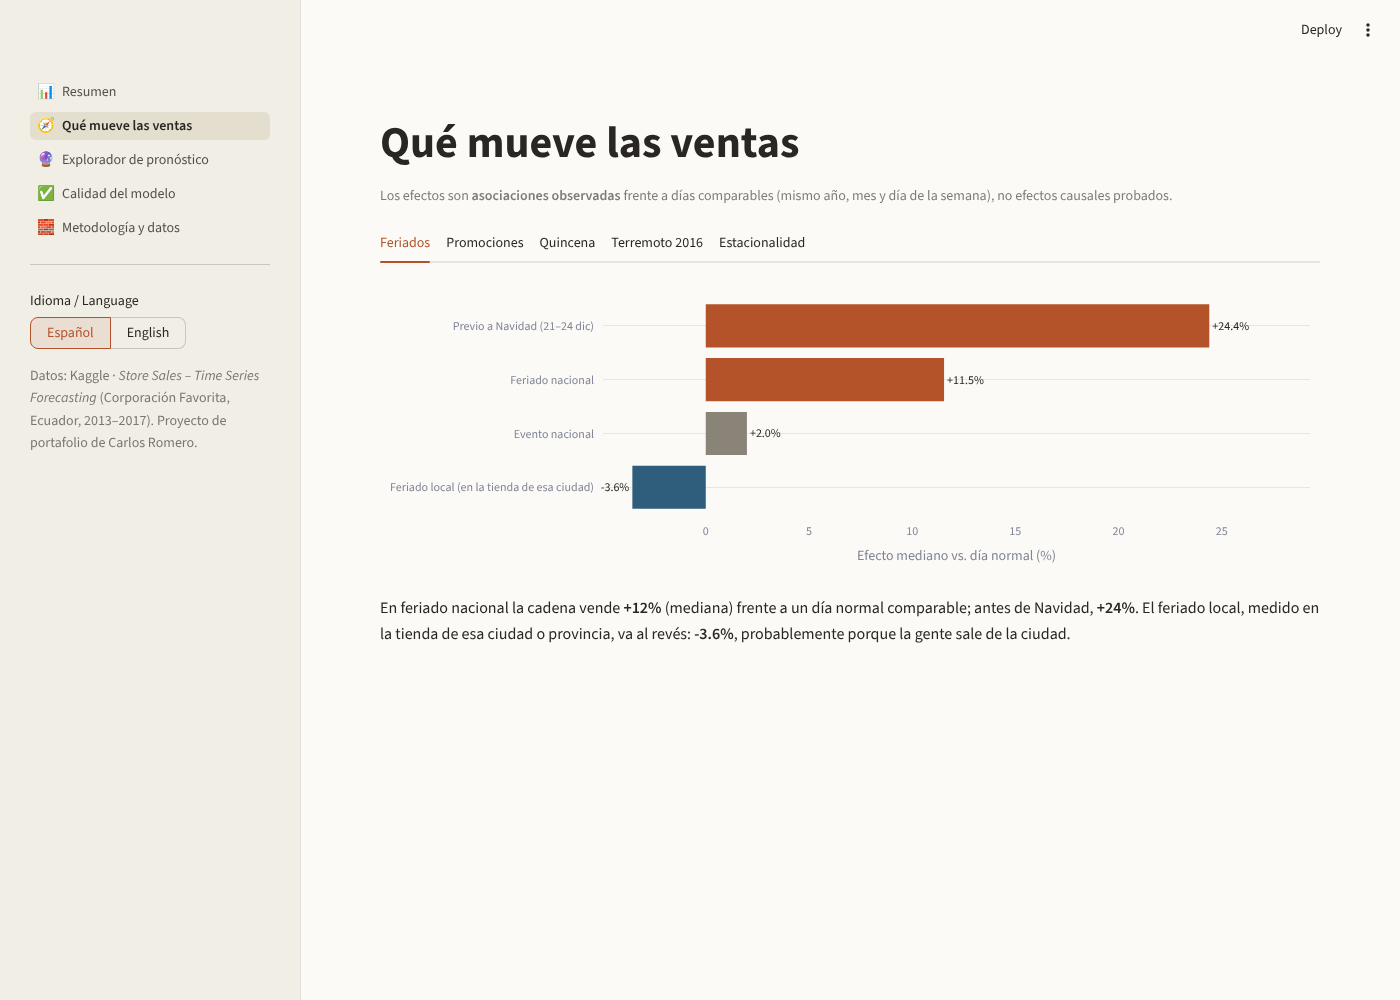 Deploy
Resumen
Qué mueve las ventas
Explorador de pronóstico
Calidad del modelo
Metodología y datos
Idioma / Language
Español English
Datos: Kaggle · Store Sales – Time Series
Forecasting (Corporación Favorita,
Ecuador, 2013–2017). Proyecto de
portafolio de Carlos Romero.
Qué mueve las ventas
Los efectos son asociaciones observadas frente a días comparables (mismo año, mes y día de la semana), no efectos causales probados.
Feriados Promociones Quincena Terremoto 2016 Estacionalidad
Previo a Navidad (21–24 dic) +24.4%
Feriado nacional +11.5%
Evento nacional +2.0%
Feriado local (en la tienda de esa ciudad) -3.6%
0 5 10 15 20 25
Efecto mediano vs. día normal (%)
En feriado nacional la cadena vende +12% (mediana) frente a un día normal comparable; antes de Navidad, +24%. El feriado local, medido en
la tienda de esa ciudad o provincia, va al revés: -3.6%, probablemente porque la gente sale de la ciudad.